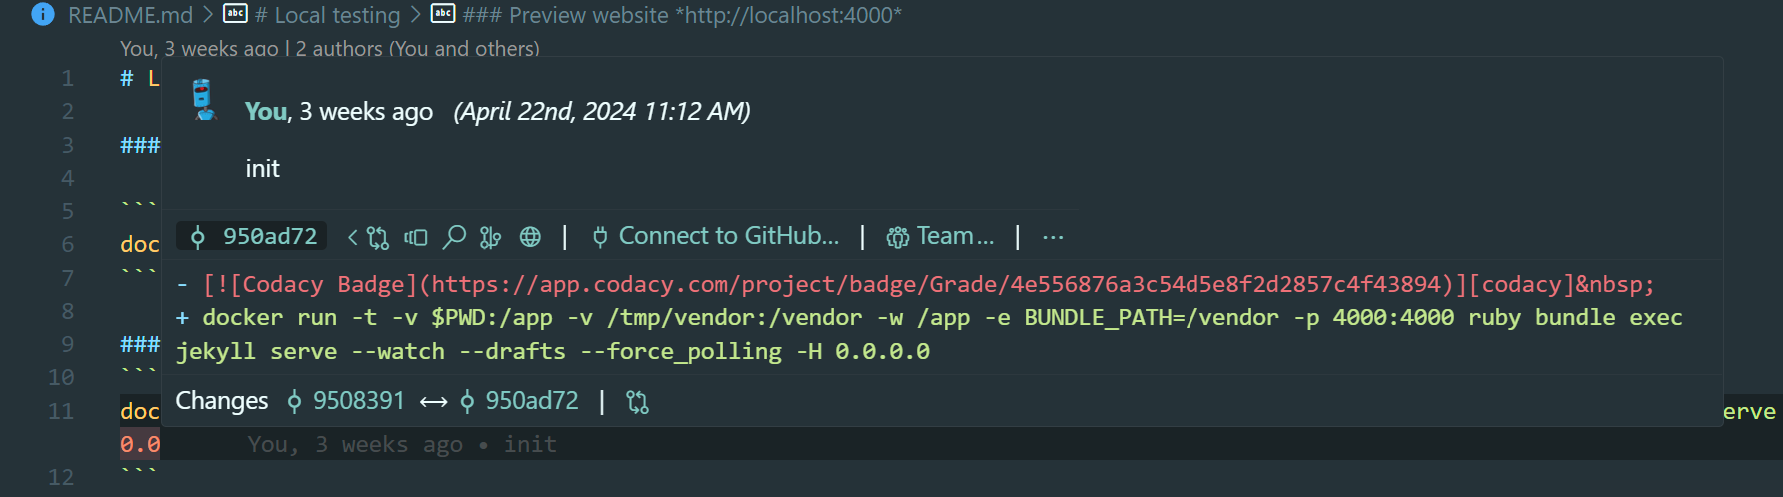 README.md > # Local testing > ### Preview website *http://localhost:4000*
You, 3 weeks ago | 2 authors (You and others)
1 # L
2
You, 3 weeks ago (April 22nd, 2024 11:12 AM)
3 ###
4
init
5 ```
6 doc
950ad72 | Connect to GitHub... | Team... | ...
7 ```
- [![Codacy Badge](https://app.codacy.com/project/badge/Grade/4e556876a3c54d5e8f2d2857c4f43894)][codacy]&nbsp;
8
+ docker run -t -v $PWD:/app -v /tmp/vendor:/vendor -w /app -e BUNDLE_PATH=/vendor -p 4000:4000 ruby bundle exec
9 ###
jekyll serve --watch --drafts --force_polling -H 0.0.0.0
10 ```
Changes 9508391 ↔ 950ad72 |
11 doc erve
0.0 You, 3 weeks ago • init
12 ```